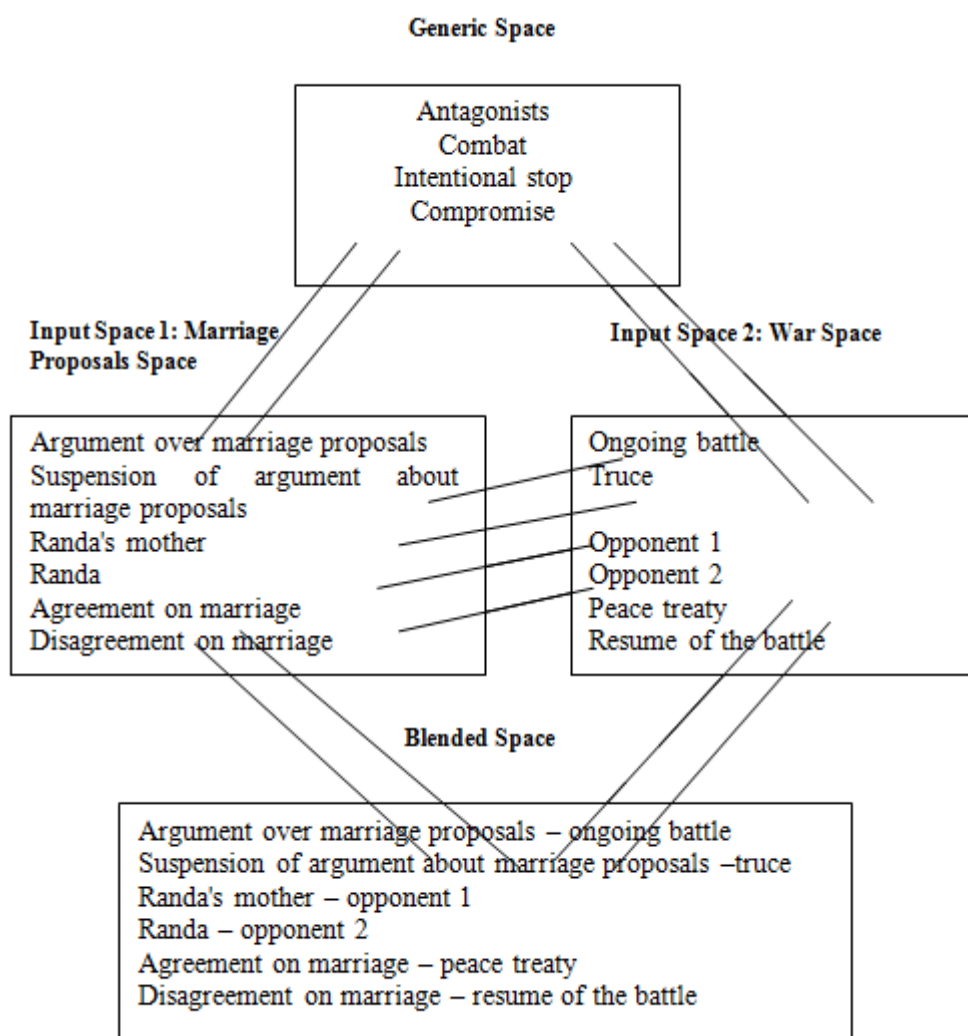 Generic Space
Antagonists
Combat
Intentional stop
Compromise
Input Space 1: Marriage
Proposals Space
Input Space 2: War Space
Argument over marriage proposals
Suspension of argument about
marriage proposals
Randa's mother
Randa
Agreement on marriage
Disagreement on marriage
Ongoing battle
Truce
Opponent 1
Opponent 2
Peace treaty
Resume of the battle
Blended Space
Argument over marriage proposals – ongoing battle
Suspension of argument about marriage proposals –truce
Randa's mother – opponent 1
Randa – opponent 2
Agreement on marriage – peace treaty
Disagreement on marriage – resume of the battle